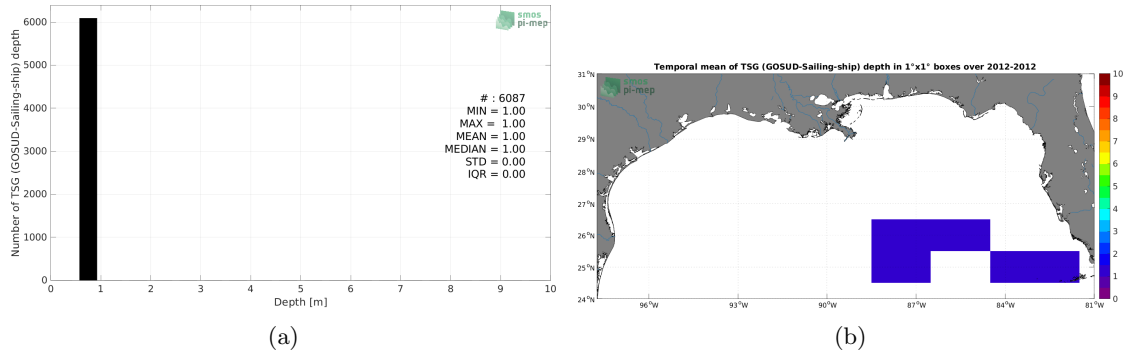 smos
pi-mep
Number of TSG (GOSUD-Sailing-ship) depth
6000
5000
4000
3000
2000
1000
0
# : 6087
MIN = 1.00
MAX = 1.00
MEAN = 1.00
MEDIAN = 1.00
STD = 0.00
IQR = 0.00
0 1 2 3 4 5 6 7 8 9 10
Depth [m]
(a)
Temporal mean of TSG (GOSUD-Sailing-ship) depth in 1°x1° boxes over 2012-2012
smos
pi-mep
31°N
30°N
29°N
28°N
27°N
26°N
25°N
24°N
96°W 93°W 90°W 87°W 84°W 81°W
10
9
8
7
6
5
4
3
2
1
0
(b)